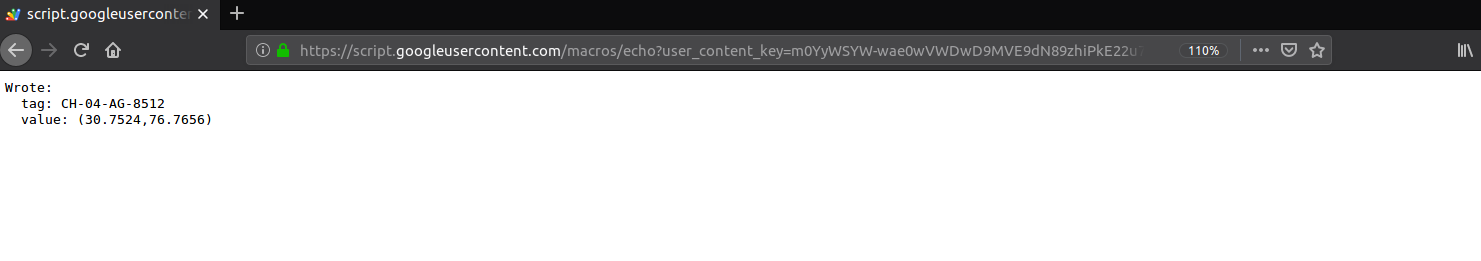 script.googleusercontent
https://script.googleusercontent.com/macros/echo?user_content_key=m0YyWSYW-wae0wVWDwD9MVE9dN89zhiPkE22u
110%
Wrote:
tag: CH-04-AG-8512
value: (30.7524,76.7656)